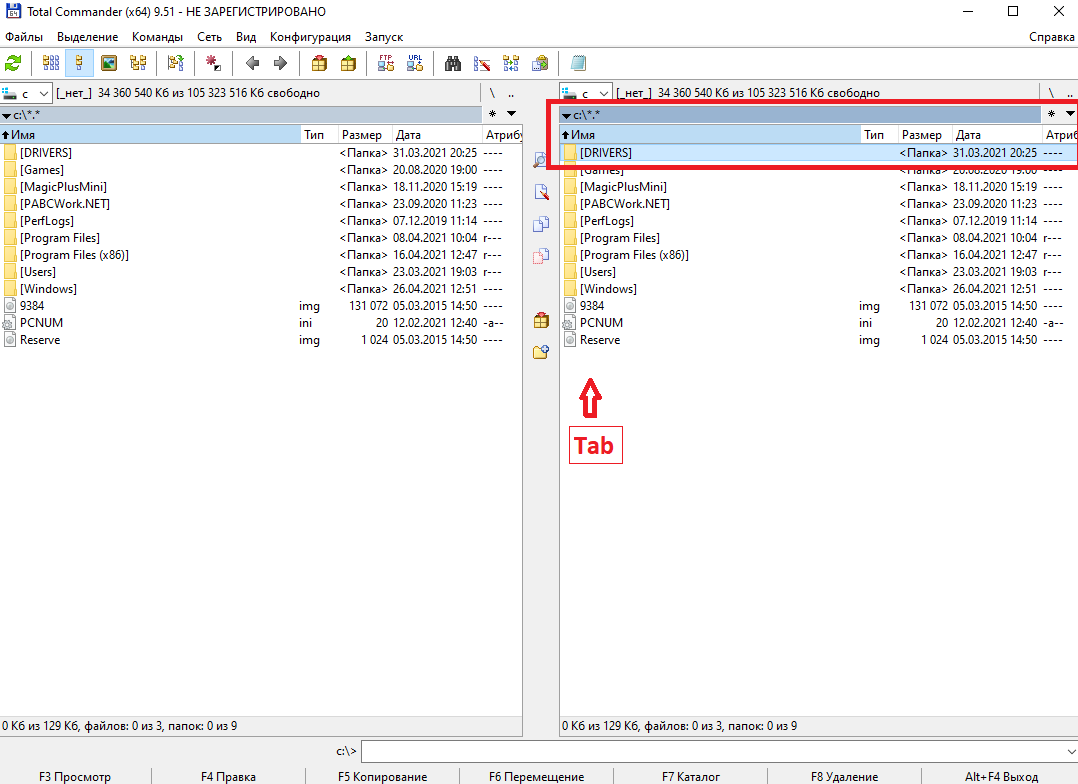 Total Commander (x64) 9.51 - НЕ ЗАРЕГИСТРИРОВАНО
Файлы Выделение Команды Сеть Вид Конфигурация Запуск Справка
FTP URL
c [_нет_] 34 360 540 Кб из 105 323 516 Кб свободно \ ..
c:\*.* * 
Имя Тип Размер Дата Атрибу
[DRIVERS] <Папка> 31.03.2021 20:25 ----
[Games] <Папка> 20.08.2020 19:00 ----
[MagicPlusMini] <Папка> 18.11.2020 15:19 ----
[PABCWork.NET] <Папка> 23.09.2020 11:23 ----
[PerfLogs] <Папка> 07.12.2019 11:14 ----
[Program Files] <Папка> 08.04.2021 10:04 r---
[Program Files (x86)] <Папка> 16.04.2021 12:47 r---
[Users] <Папка> 23.03.2021 19:03 r---
[Windows] <Папка> 26.04.2021 12:51 ----
9384 img 131 072 05.03.2015 14:50 ----
PCNUM ini 20 12.02.2021 12:40 -a--
Reserve img 1 024 05.03.2015 14:50 ----
0 Кб из 129 Кб, файлов: 0 из 3, папок: 0 из 9
c [_нет_] 34 360 540 Кб из 105 323 516 Кб свободно \ ..
c:\*.* *
Имя Тип Размер Дата Атриб
[DRIVERS] <Папка> 31.03.2021 20:25 ----
[Games] <Папка> 20.08.2020 19:00 ----
[MagicPlusMini] <Папка> 18.11.2020 15:19 ----
[PABCWork.NET] <Папка> 23.09.2020 11:23 ----
[PerfLogs] <Папка> 07.12.2019 11:14 ----
[Program Files] <Папка> 08.04.2021 10:04 r---
[Program Files (x86)] <Папка> 16.04.2021 12:47 r---
[Users] <Папка> 23.03.2021 19:03 r---
[Windows] <Папка> 26.04.2021 12:51 ----
9384 img 131 072 05.03.2015 14:50 ----
PCNUM ini 20 12.02.2021 12:40 -a--
Reserve img 1 024 05.03.2015 14:50 ----
Tab
0 Кб из 129 Кб, файлов: 0 из 3, папок: 0 из 9
c:\>
F3 Просмотр F4 Правка F5 Копирование F6 Перемещение F7 Каталог F8 Удаление Alt+F4 Выход